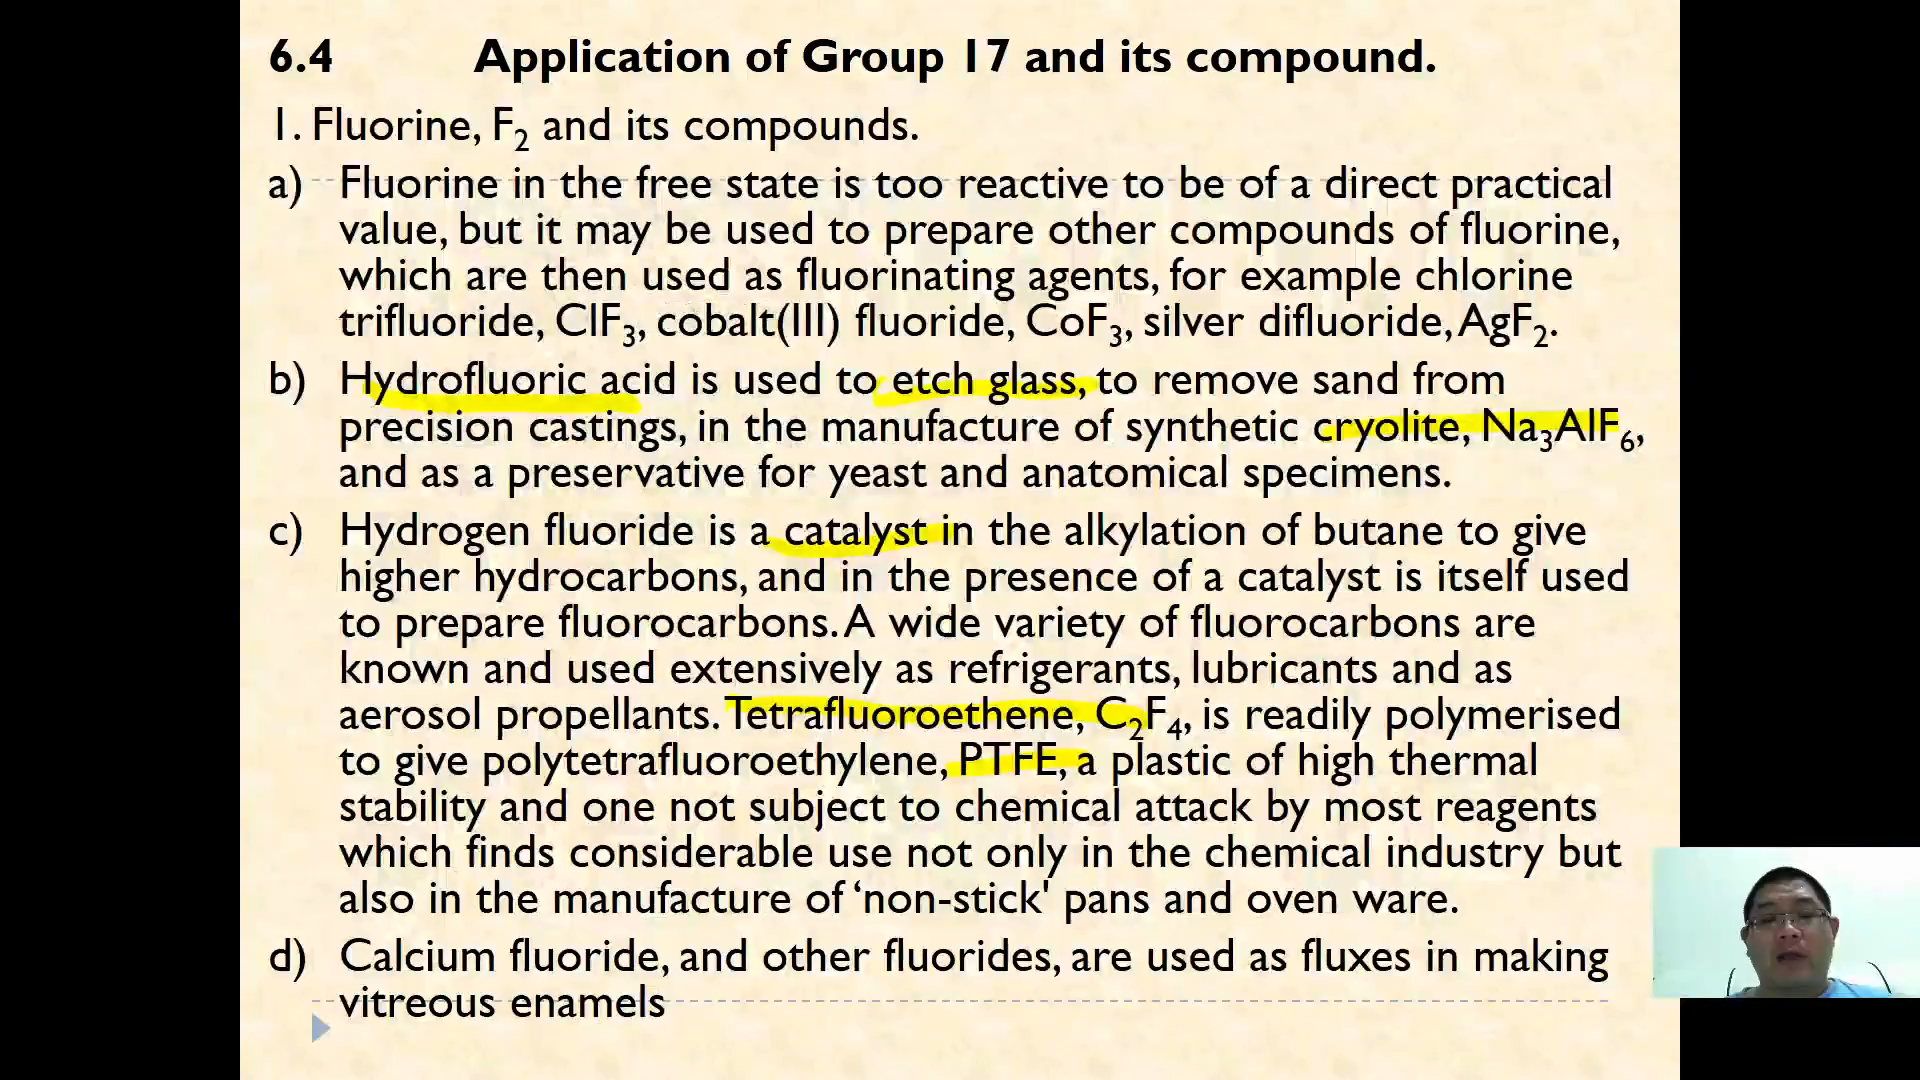 6.4 Application of Group 17 and its compound.
1. Fluorine, F₂ and its compounds.
a) Fluorine in the free state is too reactive to be of a direct practical
value, but it may be used to prepare other compounds of fluorine,
which are then used as fluorinating agents, for example chlorine
trifluoride, ClF₃, cobalt(III) fluoride, CoF₃, silver difluoride, AgF₂.
b) Hydrofluoric acid is used to etch glass, to remove sand from
precision castings, in the manufacture of synthetic cryolite, Na₃AlF₆,
and as a preservative for yeast and anatomical specimens.
c) Hydrogen fluoride is a catalyst in the alkylation of butane to give
higher hydrocarbons, and in the presence of a catalyst is itself used
to prepare fluorocarbons. A wide variety of fluorocarbons are
known and used extensively as refrigerants, lubricants and as
aerosol propellants. Tetrafluoroethene, C₂F₄, is readily polymerised
to give polytetrafluoroethylene, PTFE, a plastic of high thermal
stability and one not subject to chemical attack by most reagents
which finds considerable use not only in the chemical industry but
also in the manufacture of ‘non-stick' pans and oven ware.
d) Calcium fluoride, and other fluorides, are used as fluxes in making
vitreous enamels